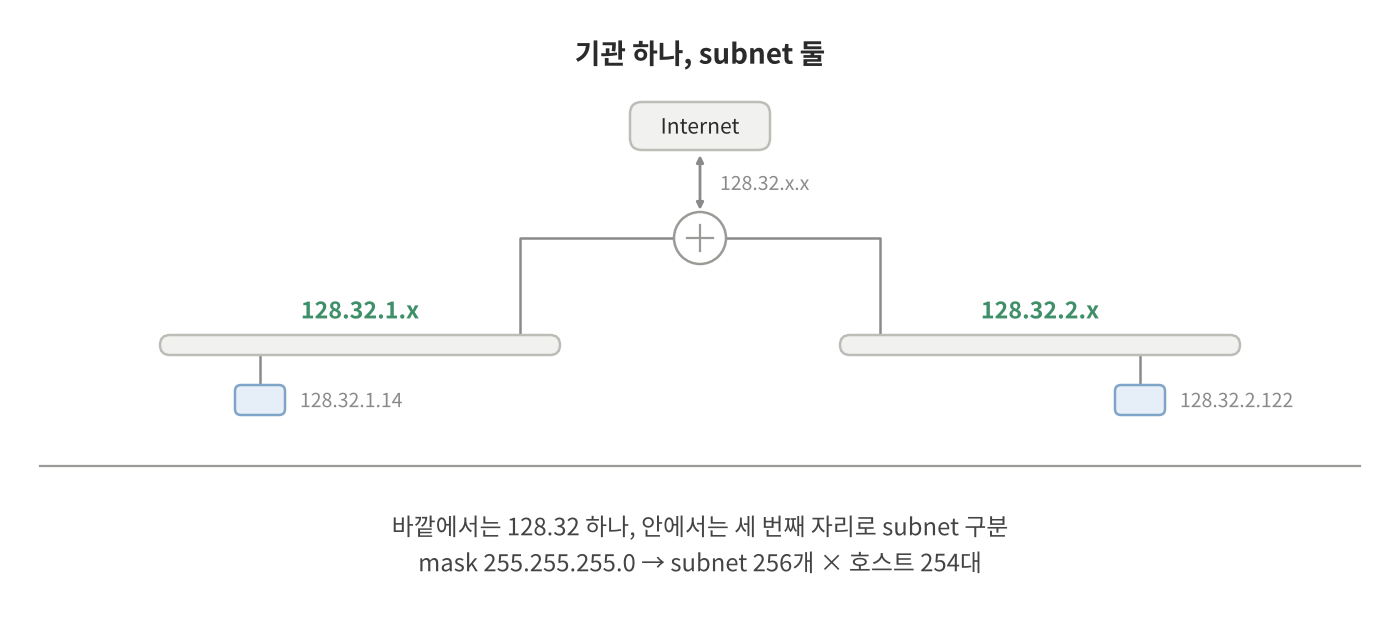 기관 하나, subnet 둘
Internet
128.32.x.x
128.32.1.x
128.32.2.x
128.32.1.14
128.32.2.122
바깥에서는 128.32 하나, 안에서는 세 번째 자리로 subnet 구분
mask 255.255.255.0 → subnet 256개 × 호스트 254대